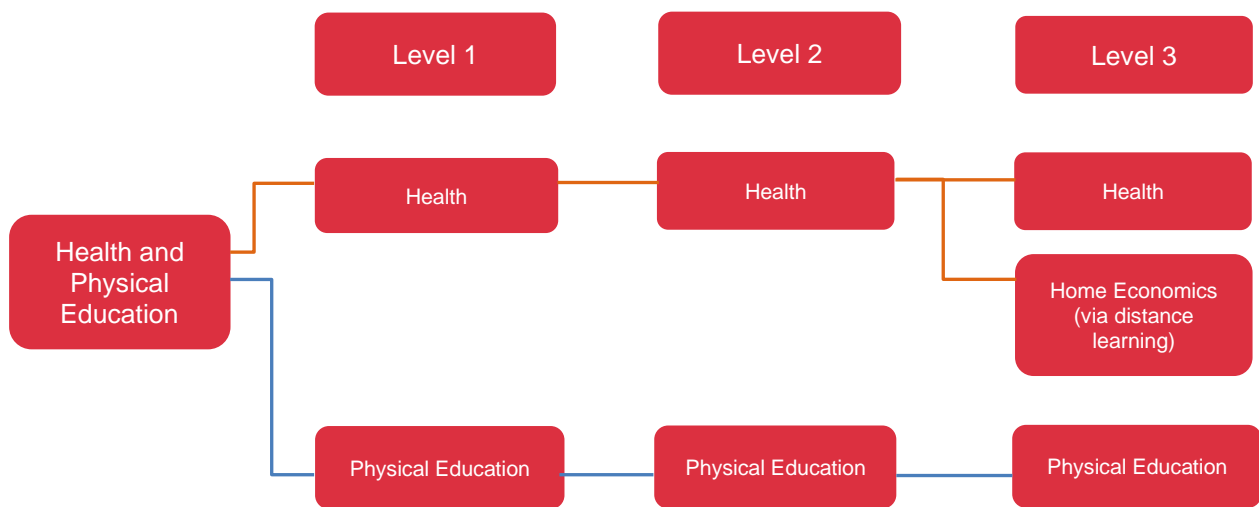 Level 1
Level 2
Level 3
Health
Health
Health
Health and
Physical
Education
Home Economics
(via distance
learning)
Physical Education
Physical Education
Physical Education